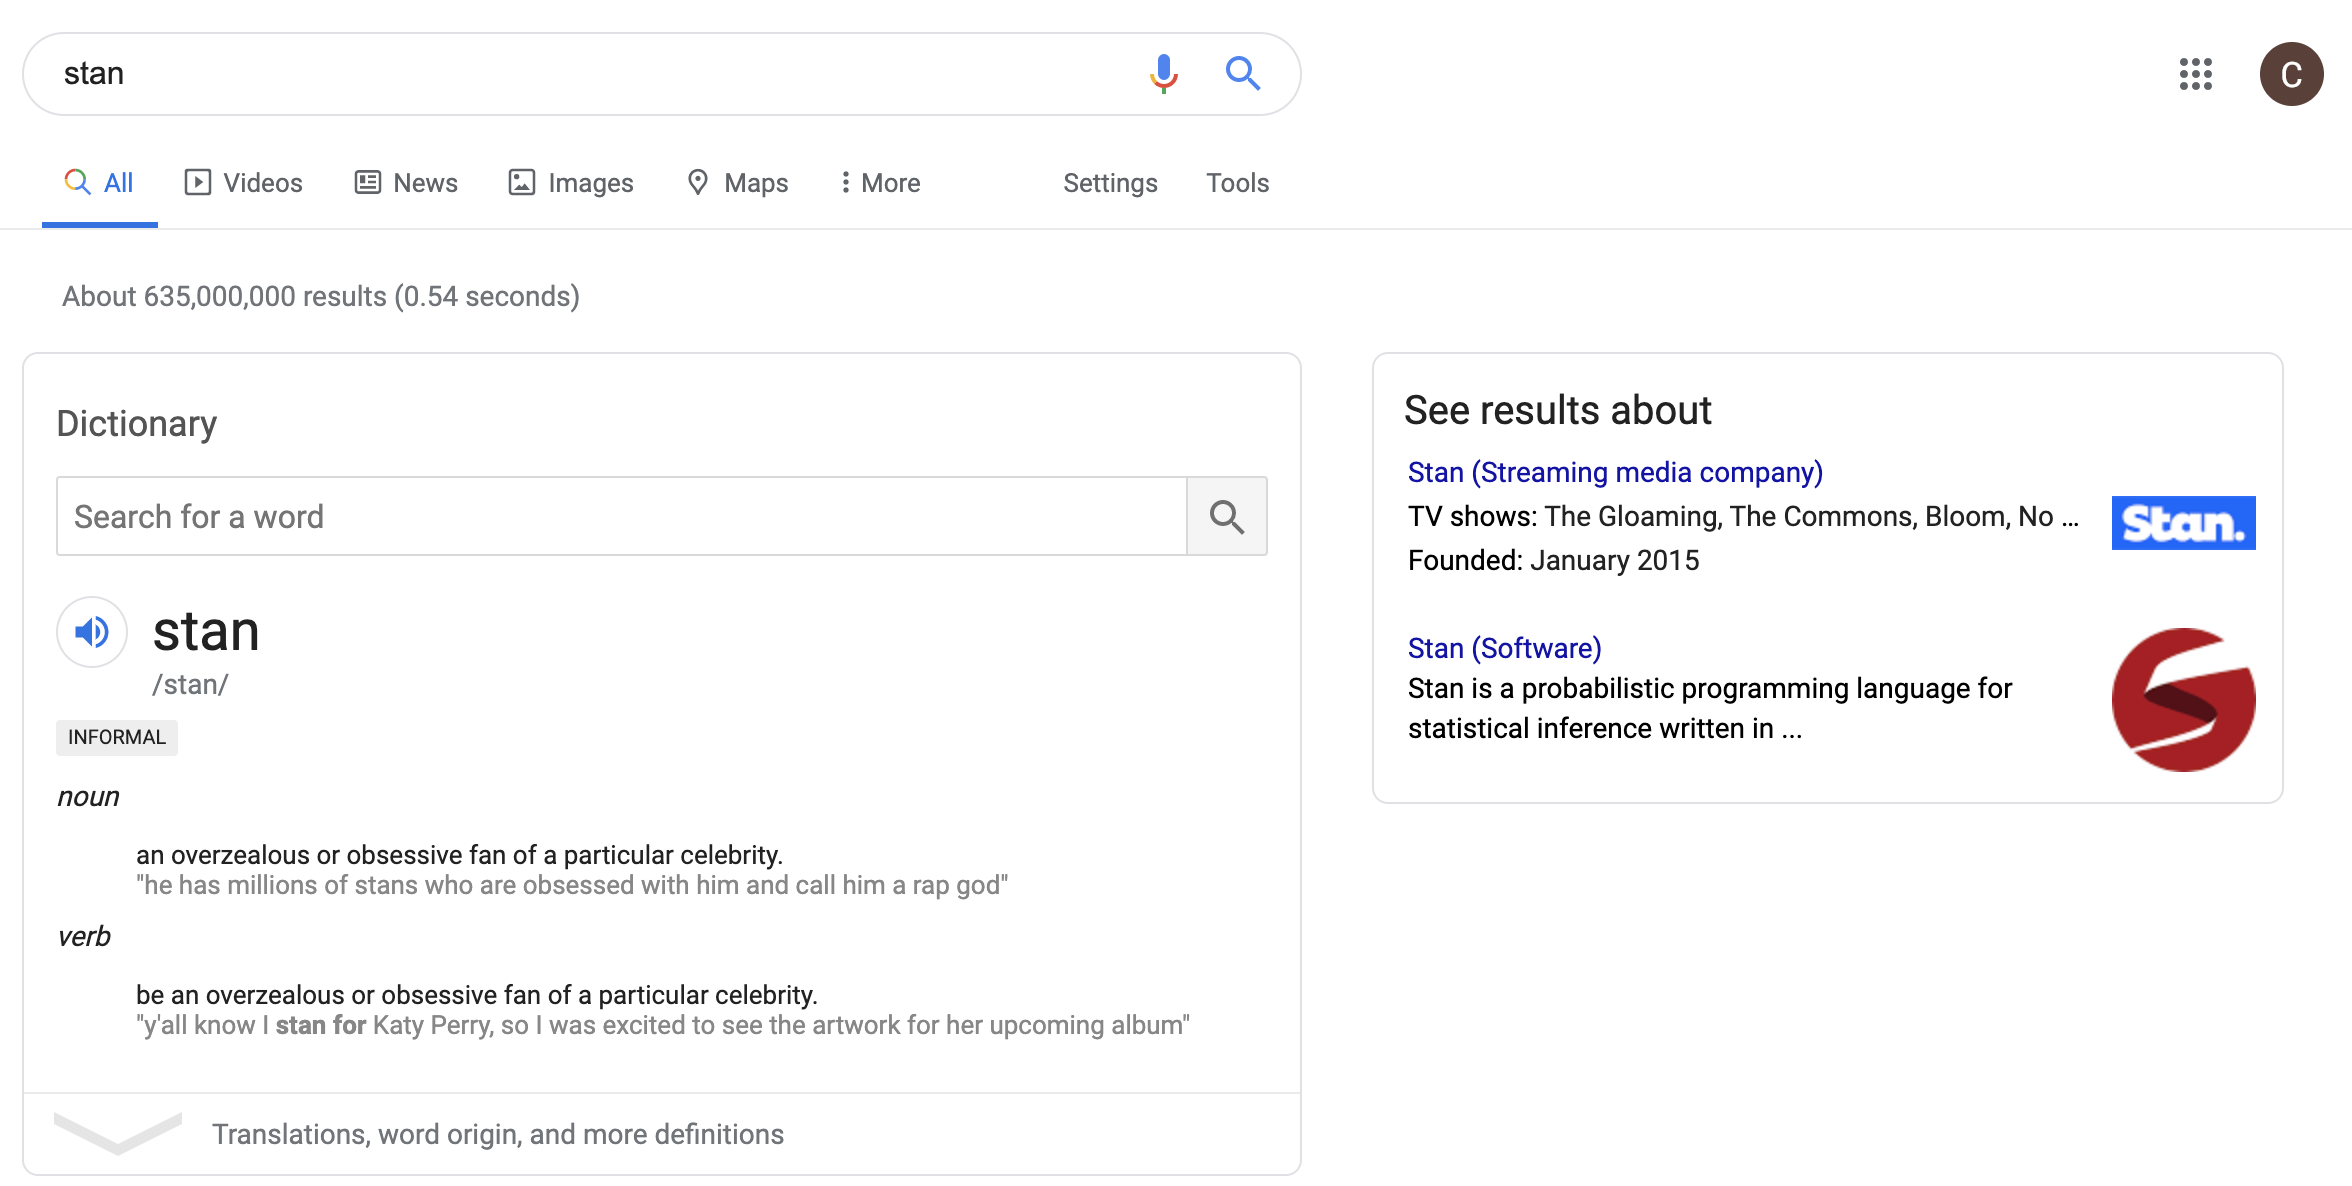 stan
C
All
Videos
News
Images
Maps
More
Settings
Tools
About 635,000,000 results (0.54 seconds)
Dictionary
Search for a word
stan
/stan/
INFORMAL
noun
an overzealous or obsessive fan of a particular celebrity.
"he has millions of stans who are obsessed with him and call him a rap god"
verb
be an overzealous or obsessive fan of a particular celebrity.
"y'all know I stan for Katy Perry, so I was excited to see the artwork for her upcoming album"
Translations, word origin, and more definitions
See results about
Stan (Streaming media company)
TV shows: The Gloaming, The Commons, Bloom, No ...
Founded: January 2015
Stan.
Stan (Software)
Stan is a probabilistic programming language for
statistical inference written in ...